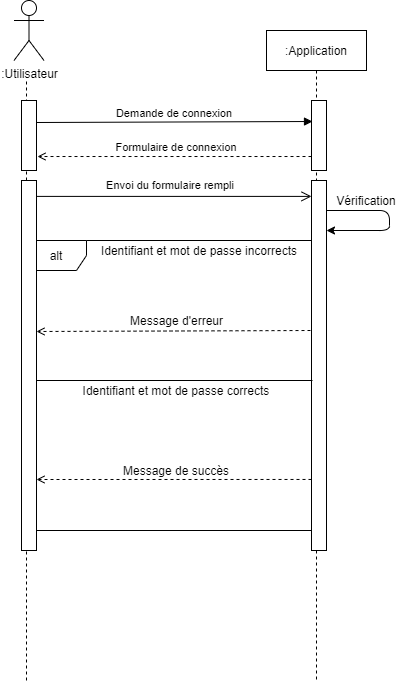 :Utilisateur
:Application
Demande de connexion
Formulaire de connexion
Envoi du formulaire rempli
Vérification
alt
Identifiant et mot de passe incorrects
Message d'erreur
Identifiant et mot de passe corrects
Message de succès